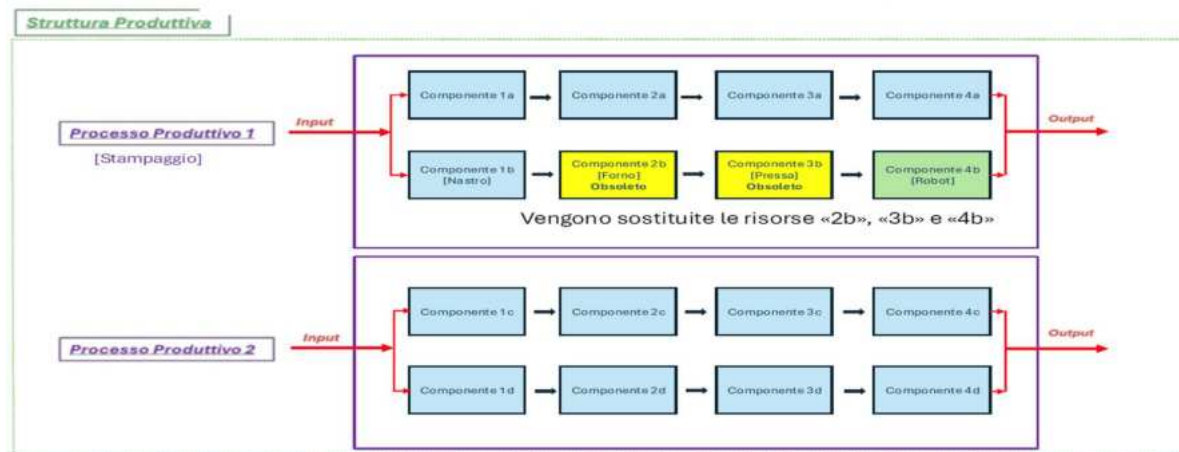 Struttura Produttiva
Componente 1a
Componente 2a
Componente 3a
Componente 4a
Input
Output
Processo Produttivo 1
[Stampaggio]
Componente 1b
[Nastro]
Componente 2b
[Forno]
Obsoleto
Componente 3b
[Pressa]
Obsoleto
Componente 4b
[Robot]
Vengono sostituite le risorse «2b», «3b» e «4b»
Componente 1c
Componente 2c
Componente 3c
Componente 4c
Input
Output
Processo Produttivo 2
Componente 1d
Componente 2d
Componente 3d
Componente 4d